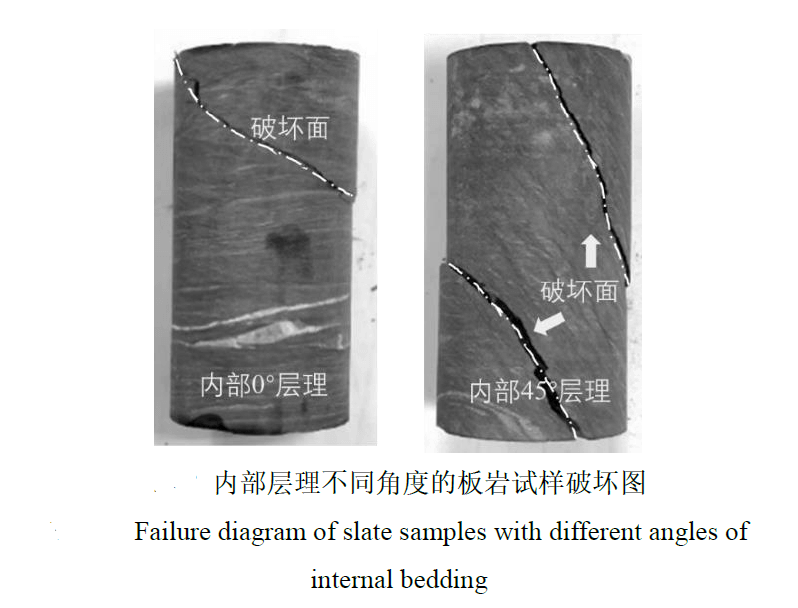 破坏面
内部0°层理
破坏面
内部45°层理
内部层理不同角度的板岩试样破坏图
Failure diagram of slate samples with different angles of
internal bedding